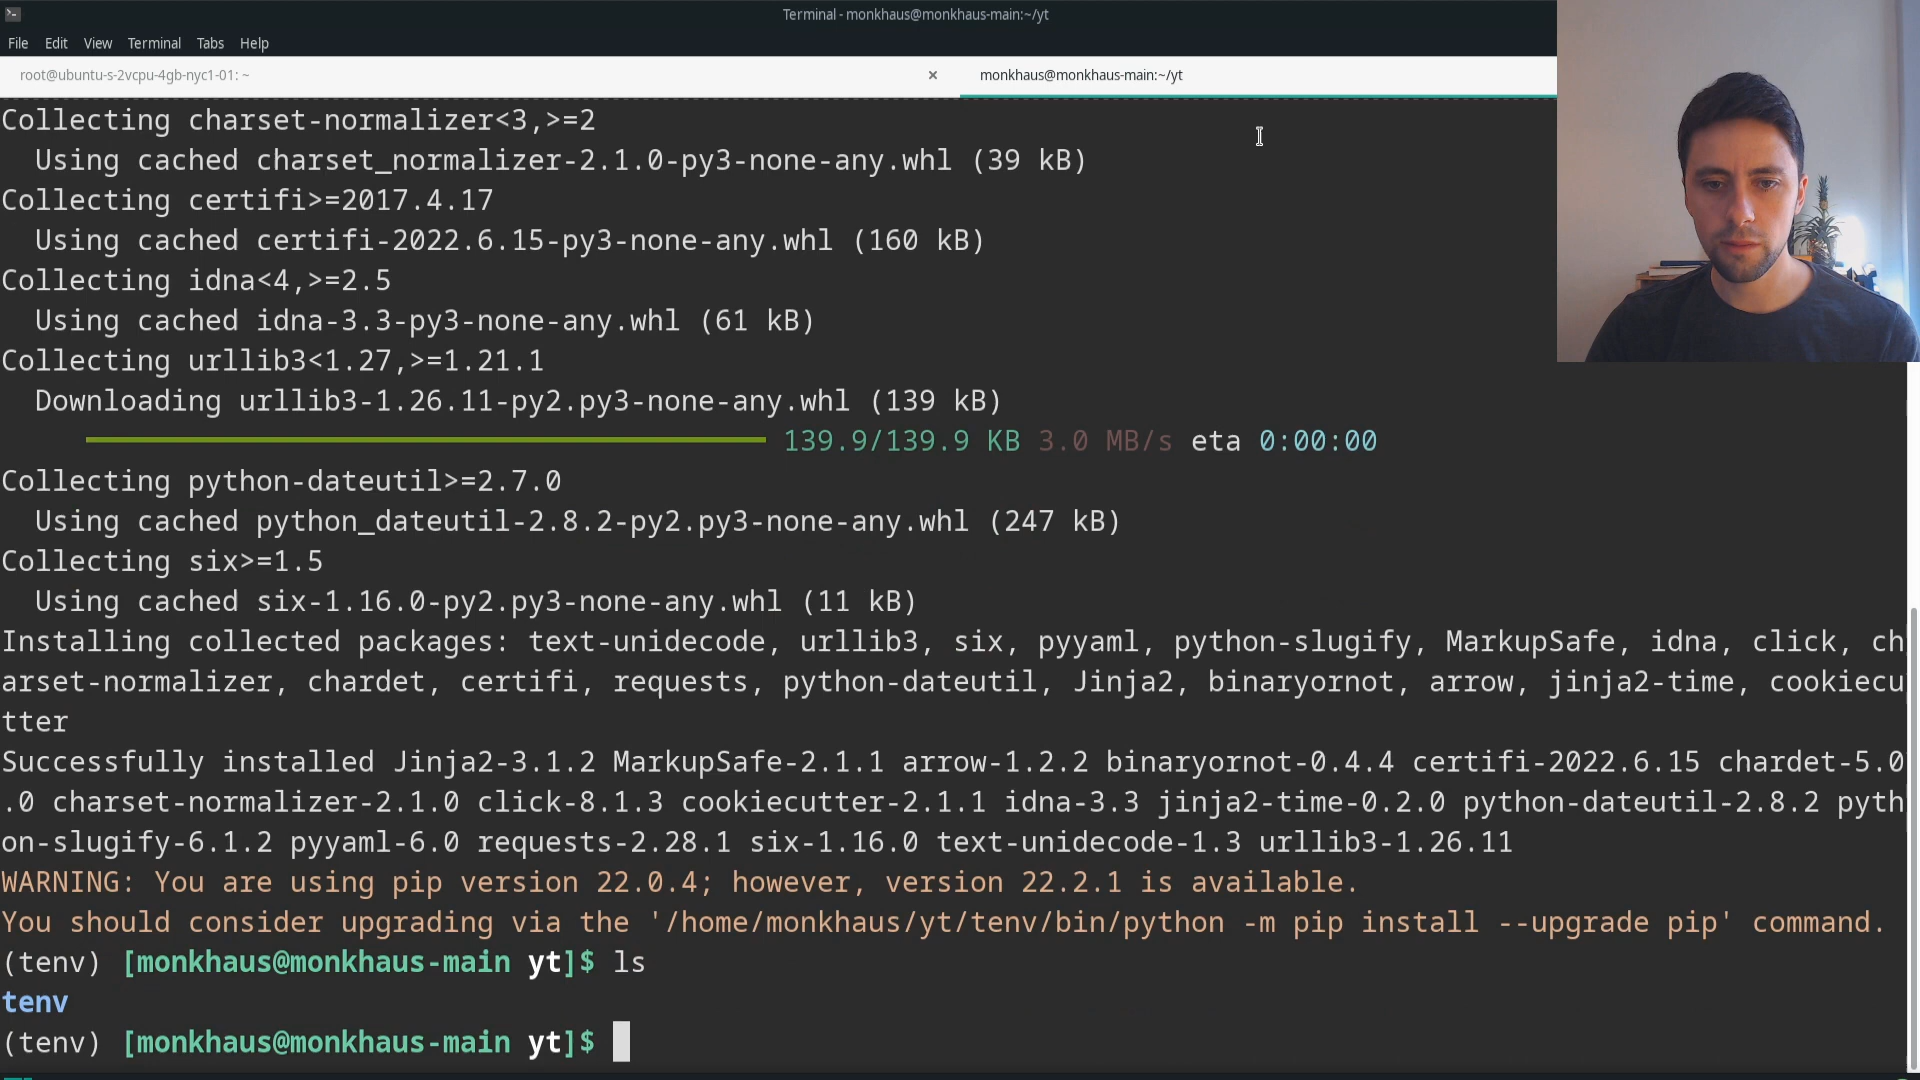 Terminal - monkhaus@monkhaus-main:~/yt
File Edit View Terminal Tabs Help
root@ubuntu-s-2vcpu-4gb-nyc1-01: ~ × monkhaus@monkhaus-main:~/yt
Collecting charset-normalizer<3,>=2
  Using cached charset_normalizer-2.1.0-py3-none-any.whl (39 kB)
Collecting certifi>=2017.4.17
  Using cached certifi-2022.6.15-py3-none-any.whl (160 kB)
Collecting idna<4,>=2.5
  Using cached idna-3.3-py3-none-any.whl (61 kB)
Collecting urllib3<1.27,>=1.21.1
  Downloading urllib3-1.26.11-py2.py3-none-any.whl (139 kB)
139.9/139.9 KB 3.0 MB/s eta 0:00:00
Collecting python-dateutil>=2.7.0
  Using cached python_dateutil-2.8.2-py2.py3-none-any.whl (247 kB)
Collecting six>=1.5
  Using cached six-1.16.0-py2.py3-none-any.whl (11 kB)
Installing collected packages: text-unidecode, urllib3, six, pyyaml, python-slugify, MarkupSafe, idna, click, ch
arset-normalizer, chardet, certifi, requests, python-dateutil, Jinja2, binaryornot, arrow, jinja2-time, cookiecu
tter
Successfully installed Jinja2-3.1.2 MarkupSafe-2.1.1 arrow-1.2.2 binaryornot-0.4.4 certifi-2022.6.15 chardet-5.0
.0 charset-normalizer-2.1.0 click-8.1.3 cookiecutter-2.1.1 idna-3.3 jinja2-time-0.2.0 python-dateutil-2.8.2 pyth
on-slugify-6.1.2 pyyaml-6.0 requests-2.28.1 six-1.16.0 text-unidecode-1.3 urllib3-1.26.11
WARNING: You are using pip version 22.0.4; however, version 22.2.1 is available.
You should consider upgrading via the '/home/monkhaus/yt/tenv/bin/python -m pip install --upgrade pip' command.
(tenv) [monkhaus@monkhaus-main yt]$ ls
tenv
(tenv) [monkhaus@monkhaus-main yt]$